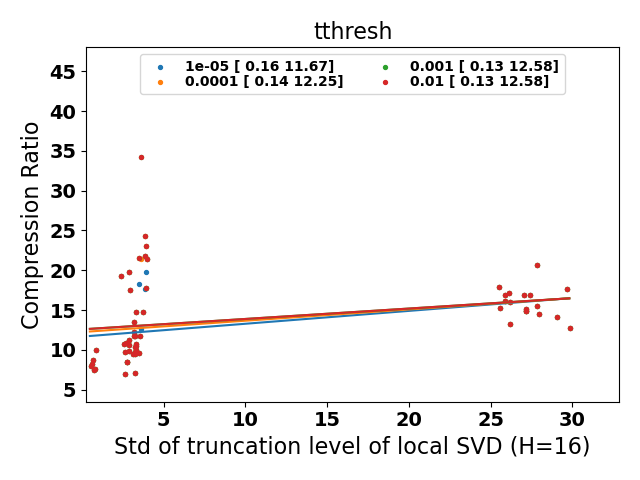 tthresh
1e-05 [ 0.16 11.67]
0.0001 [ 0.14 12.25]
0.001 [ 0.13 12.58]
0.01 [ 0.13 12.58]
Compression Ratio
45
40
35
30
25
20
15
10
5
5 10 15 20 25 30
Std of truncation level of local SVD (H=16)